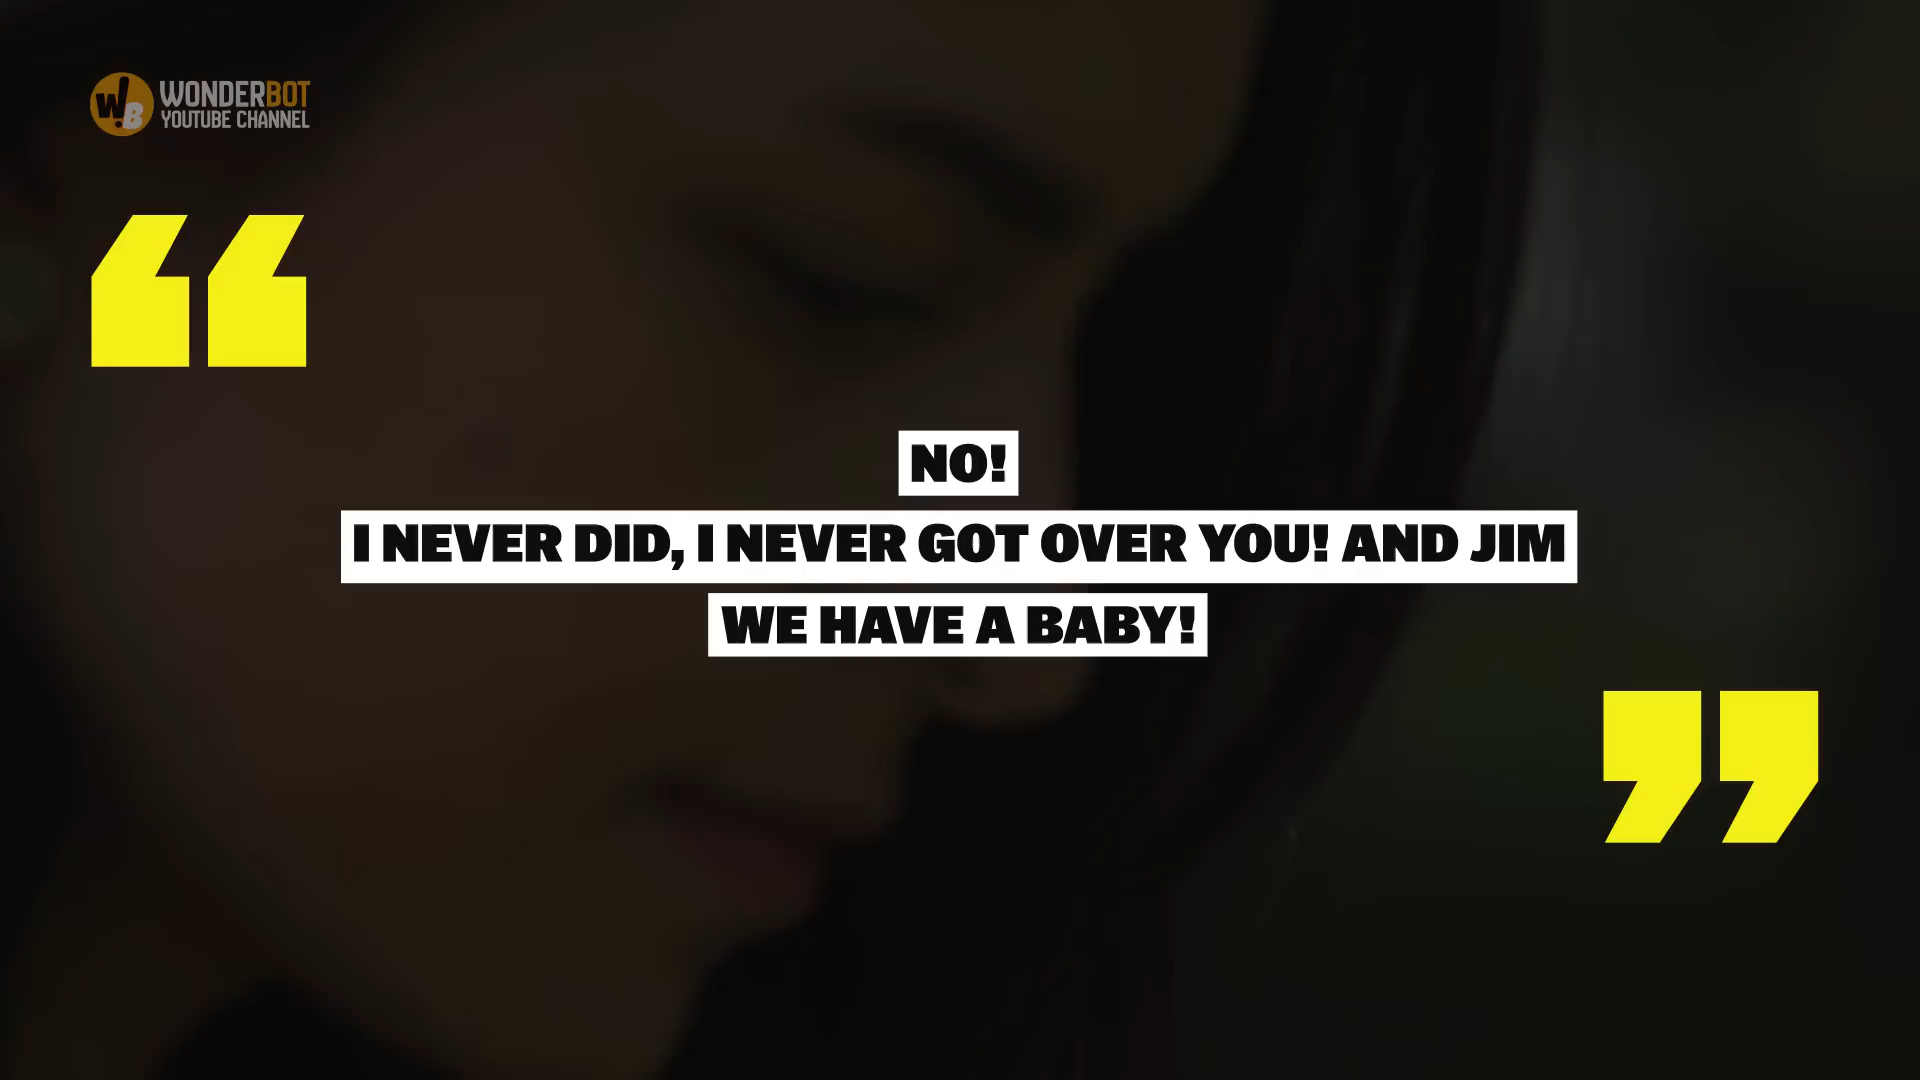 WONDERBOT
YOUTUBE CHANNEL
“
NO!
I NEVER DID, I NEVER GOT OVER YOU! AND JIM
WE HAVE A BABY!
”